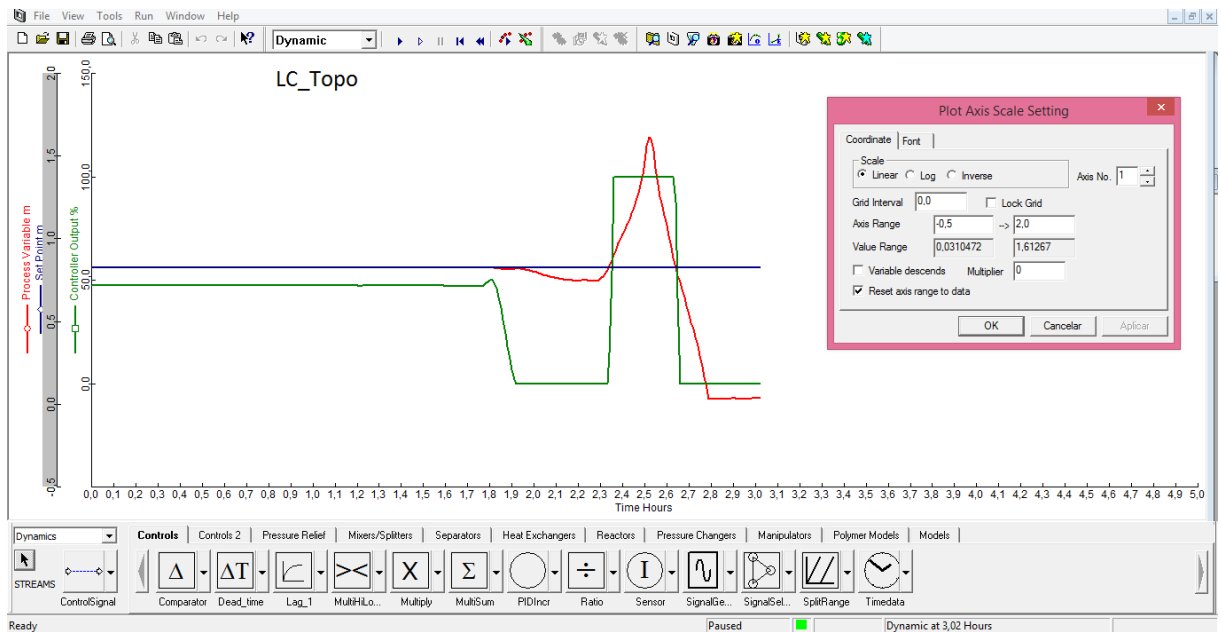 File View Tools Run Window Help
Dynamic
LC_Topo
2,0
1,5
1,0
0,5
0,0
-0,5
150,0
100,0
50,0
0,0
Process Variable m
Set Point m
Controller Output %
0,0 0,1 0,2 0,3 0,4 0,5 0,6 0,7 0,8 0,9 1,0 1,1 1,2 1,3 1,4 1,5 1,6 1,7 1,8 1,9 2,0 2,1 2,2 2,3 2,4 2,5 2,6 2,7 2,8 2,9 3,0 3,1 3,2 3,3 3,4 3,5 3,6 3,7 3,8 3,9 4,0 4,1 4,2 4,3 4,4 4,5 4,6 4,7 4,8 4,9 5,0
Time Hours
Plot Axis Scale Setting
Coordinate Font
Scale
Linear Log Inverse
Axis No. 1
Grid Interval 0,0 Lock Grid
Axis Range -0,5 --> 2,0
Value Range 0,0310472 1,61267
Variable descends Multiplier 0
Reset axis range to data
OK Cancelar Aplicar
Dynamics
Controls Controls 2 Pressure Relief Mixers/Splitters Separators Heat Exchangers Reactors Pressure Changers Manipulators Polymer Models Models
STREAMS
ControlSignal
Δ ΔT >< X Σ ÷ I
Comparator Dead_time Lag_1 MultiHiLo... Multiply MultiSum PIDIncr Ratio Sensor SignalGe... SignalSel... SplitRange Timedata
Ready Paused Dynamic at 3,02 Hours